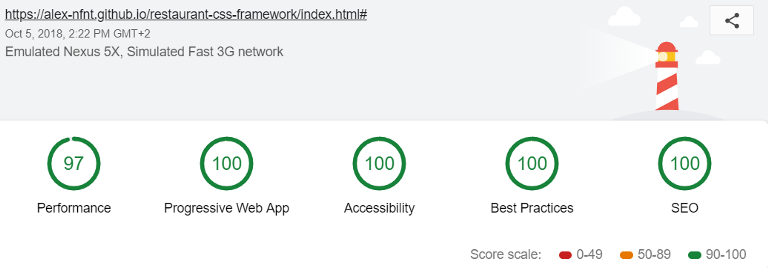 https://alex-nfnt.github.io/restaurant-css-framework/index.html#
Oct 5, 2018, 2:22 PM GMT+2
Emulated Nexus 5X, Simulated Fast 3G network
97 100 100 100 100
Performance Progressive Web App Accessibility Best Practices SEO
Score scale: 0-49 50-89 90-100